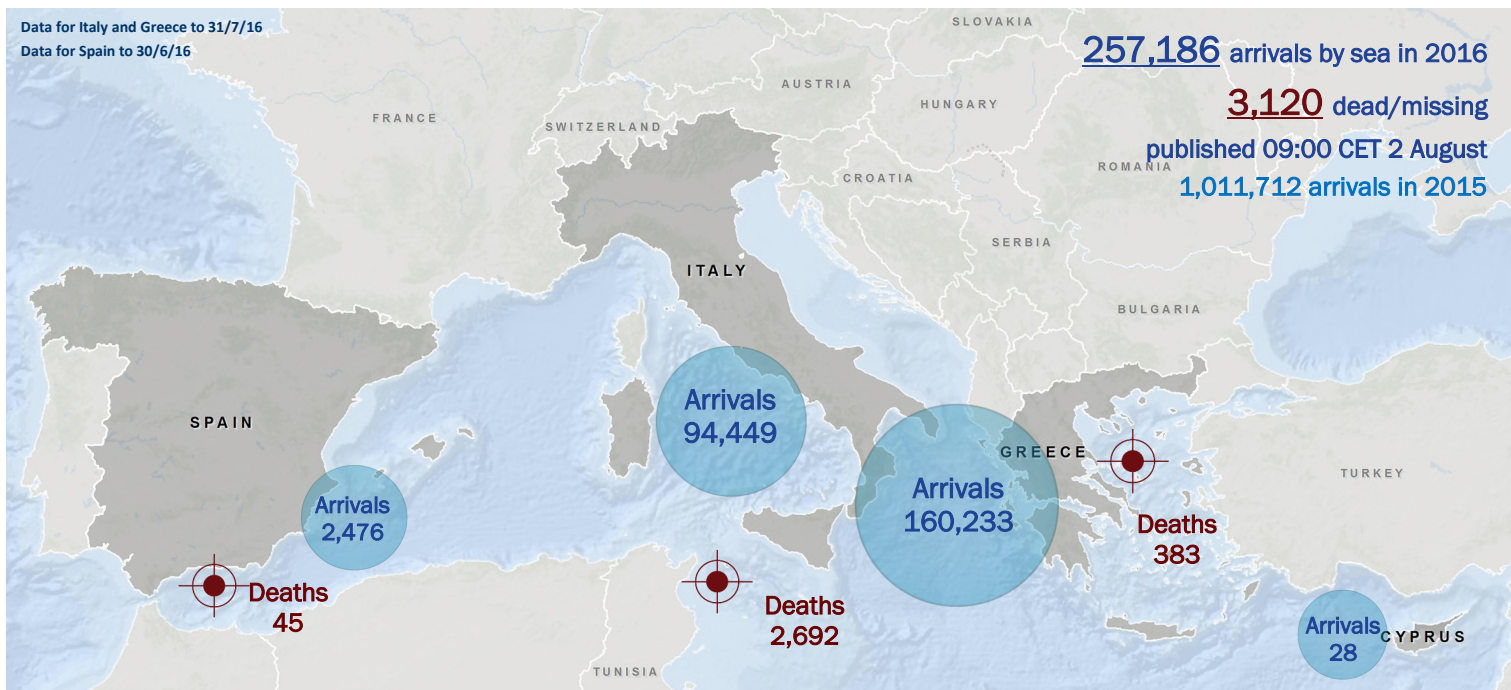 Data for Italy and Greece to 31/7/16
Data for Spain to 30/6/16
257,186 arrivals by sea in 2016
3,120 dead/missing
published 09:00 CET 2 August
1,011,712 arrivals in 2015
SLOVAKIA
AUSTRIA
HUNGARY
FRANCE
SWITZERLAND
ROMANIA
CROATIA
SERBIA
ITALY
BULGARIA
SPAIN
Arrivals
94,449
GREECE
TURKEY
Arrivals
2,476
Arrivals
160,233
Deaths
383
Deaths
45
Deaths
2,692
Arrivals
28
CYPRUS
TUNISIA